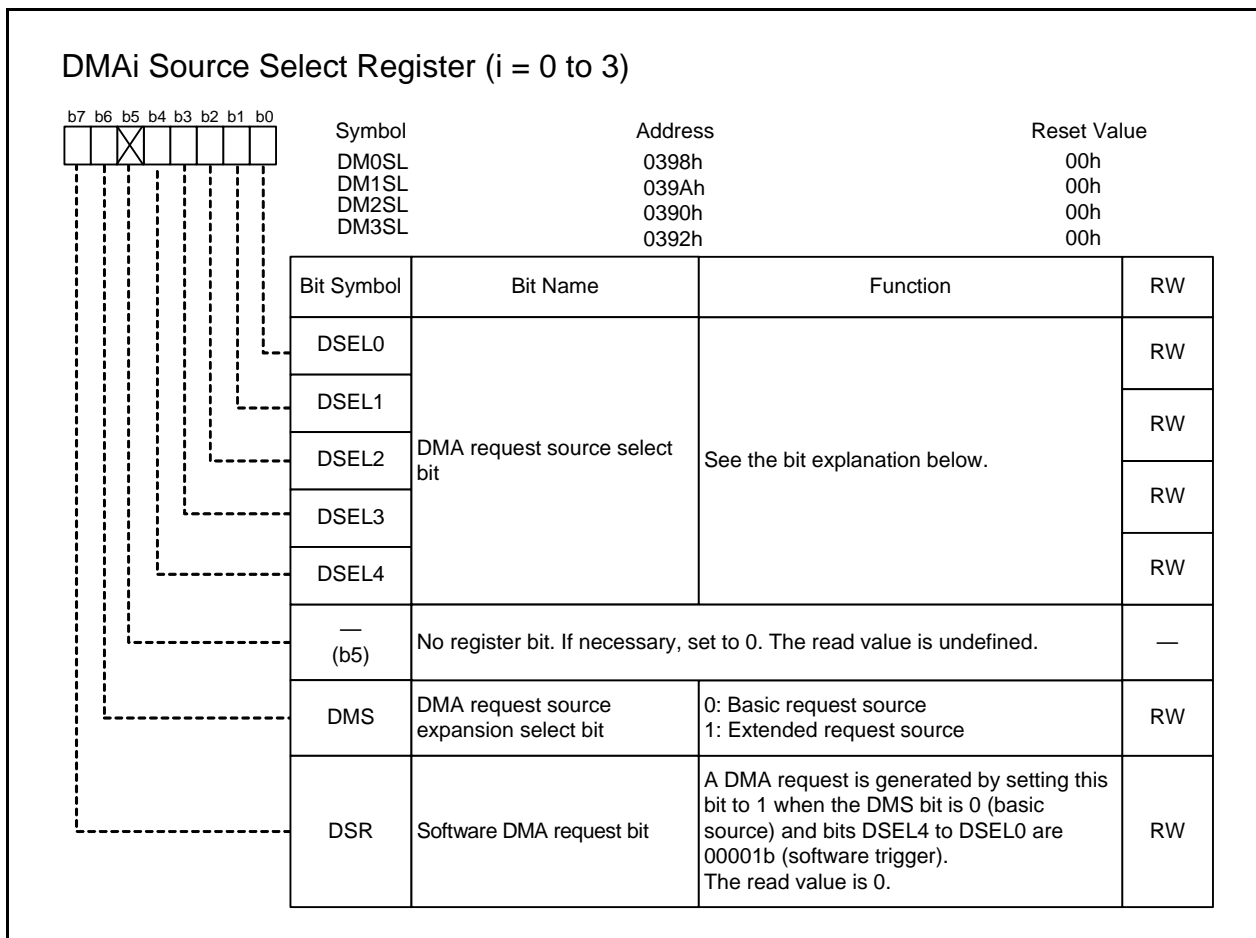 DMAi Source Select Register (i = 0 to 3)
b7 b6 b5 b4 b3 b2 b1 b0
Symbol Address Reset Value
DM0SL 0398h 00h
DM1SL 039Ah 00h
DM2SL 0390h 00h
DM3SL 0392h 00h
Bit Symbol Bit Name Function RW
DSEL0 RW
DSEL1 RW
DSEL2 DMA request source select
bit See the bit explanation below.
DSEL3 RW
DSEL4 RW
—
(b5) No register bit. If necessary, set to 0. The read value is undefined. —
DMS DMA request source
expansion select bit 0: Basic request source
1: Extended request source RW
DSR Software DMA request bit A DMA request is generated by setting this
bit to 1 when the DMS bit is 0 (basic
source) and bits DSEL4 to DSEL0 are
00001b (software trigger).
The read value is 0. RW